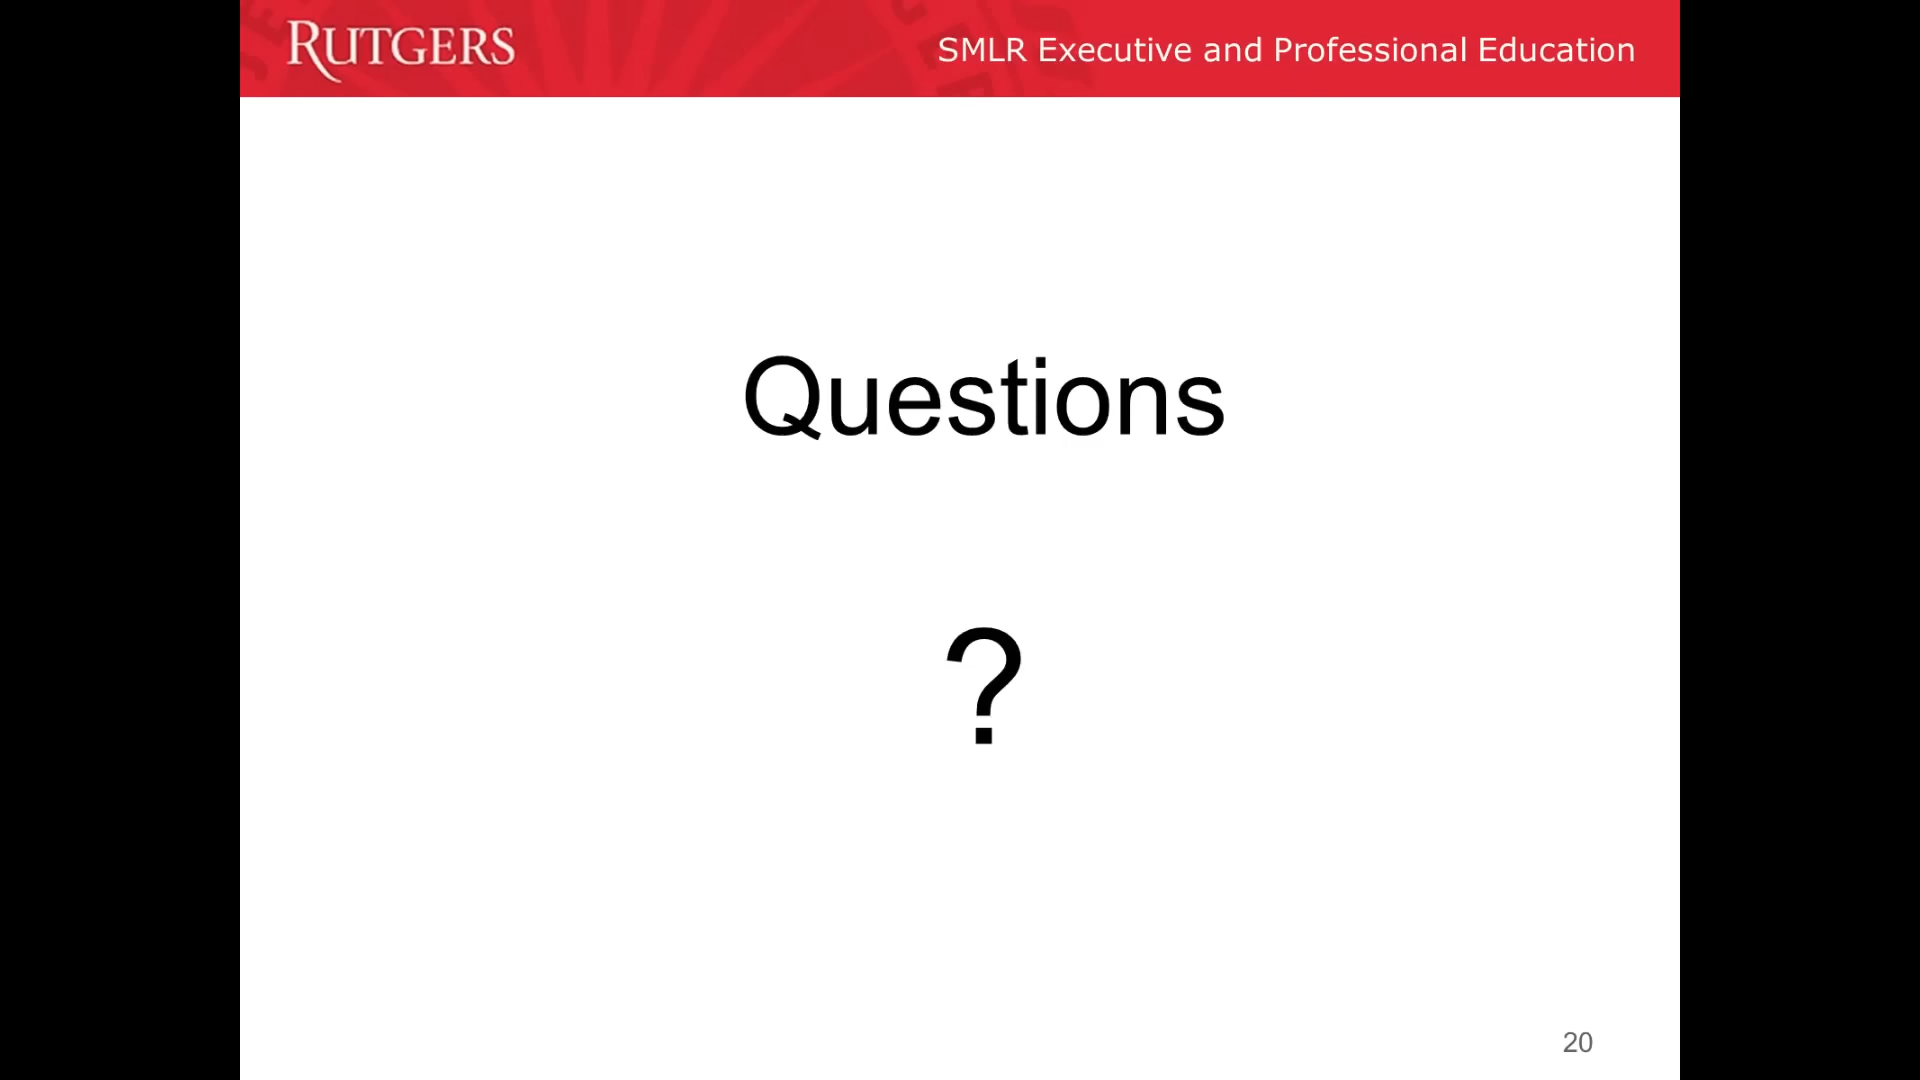 RUTGERS
SMLR Executive and Professional Education
Questions
?
20